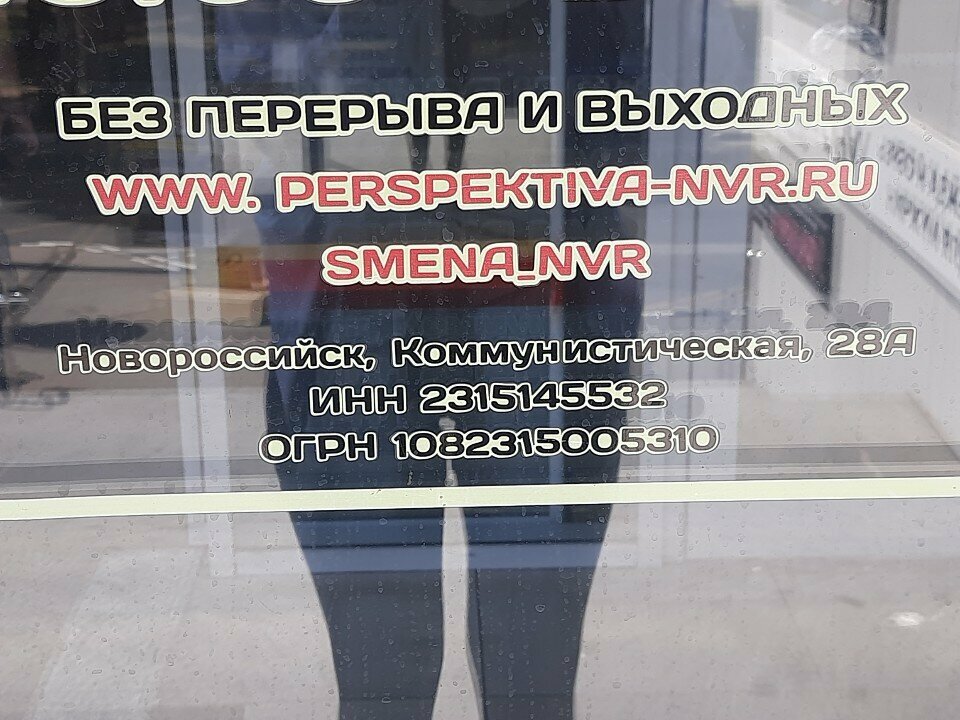 БЕЗ ПЕРЕРЫВА И ВЫХОДНЫХ
WWW. PERSPEKTIVA-NVR.RU
SMENA_NVR
Новороссийск, Коммунистическая, 28А
ИНН 2315145532
ОГРН 1082315005310